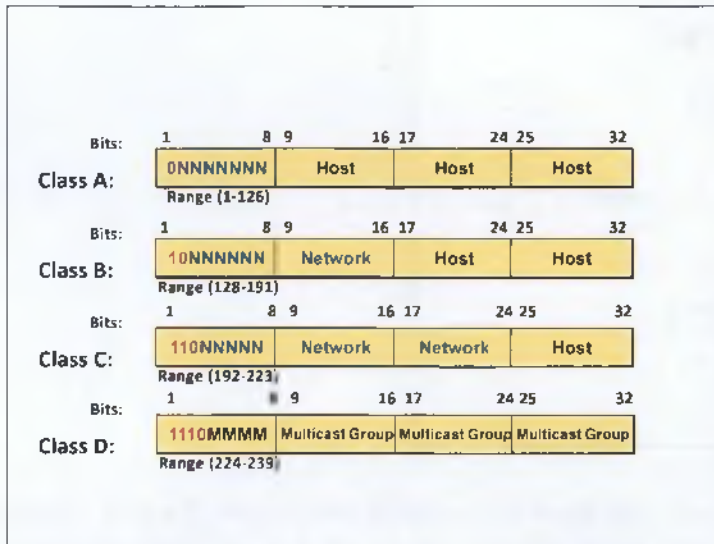 Bits: 1 8 9 16 17 24 25 32
Class A: 0NNNNNNN Host Host Host
Range (1-126)
Bits: 1 8 9 16 17 24 25 32
Class B: 10NNNNNN Network Host Host
Range (128-191)
Bits: 1 8 9 16 17 24 25 32
Class C: 110NNNNN Network Network Host
Range (192-223)
Bits: 1 8 9 16 17 24 25 32
Class D: 1110MMMM Multicast Group Multicast Group Multicast Group
Range (224-239)